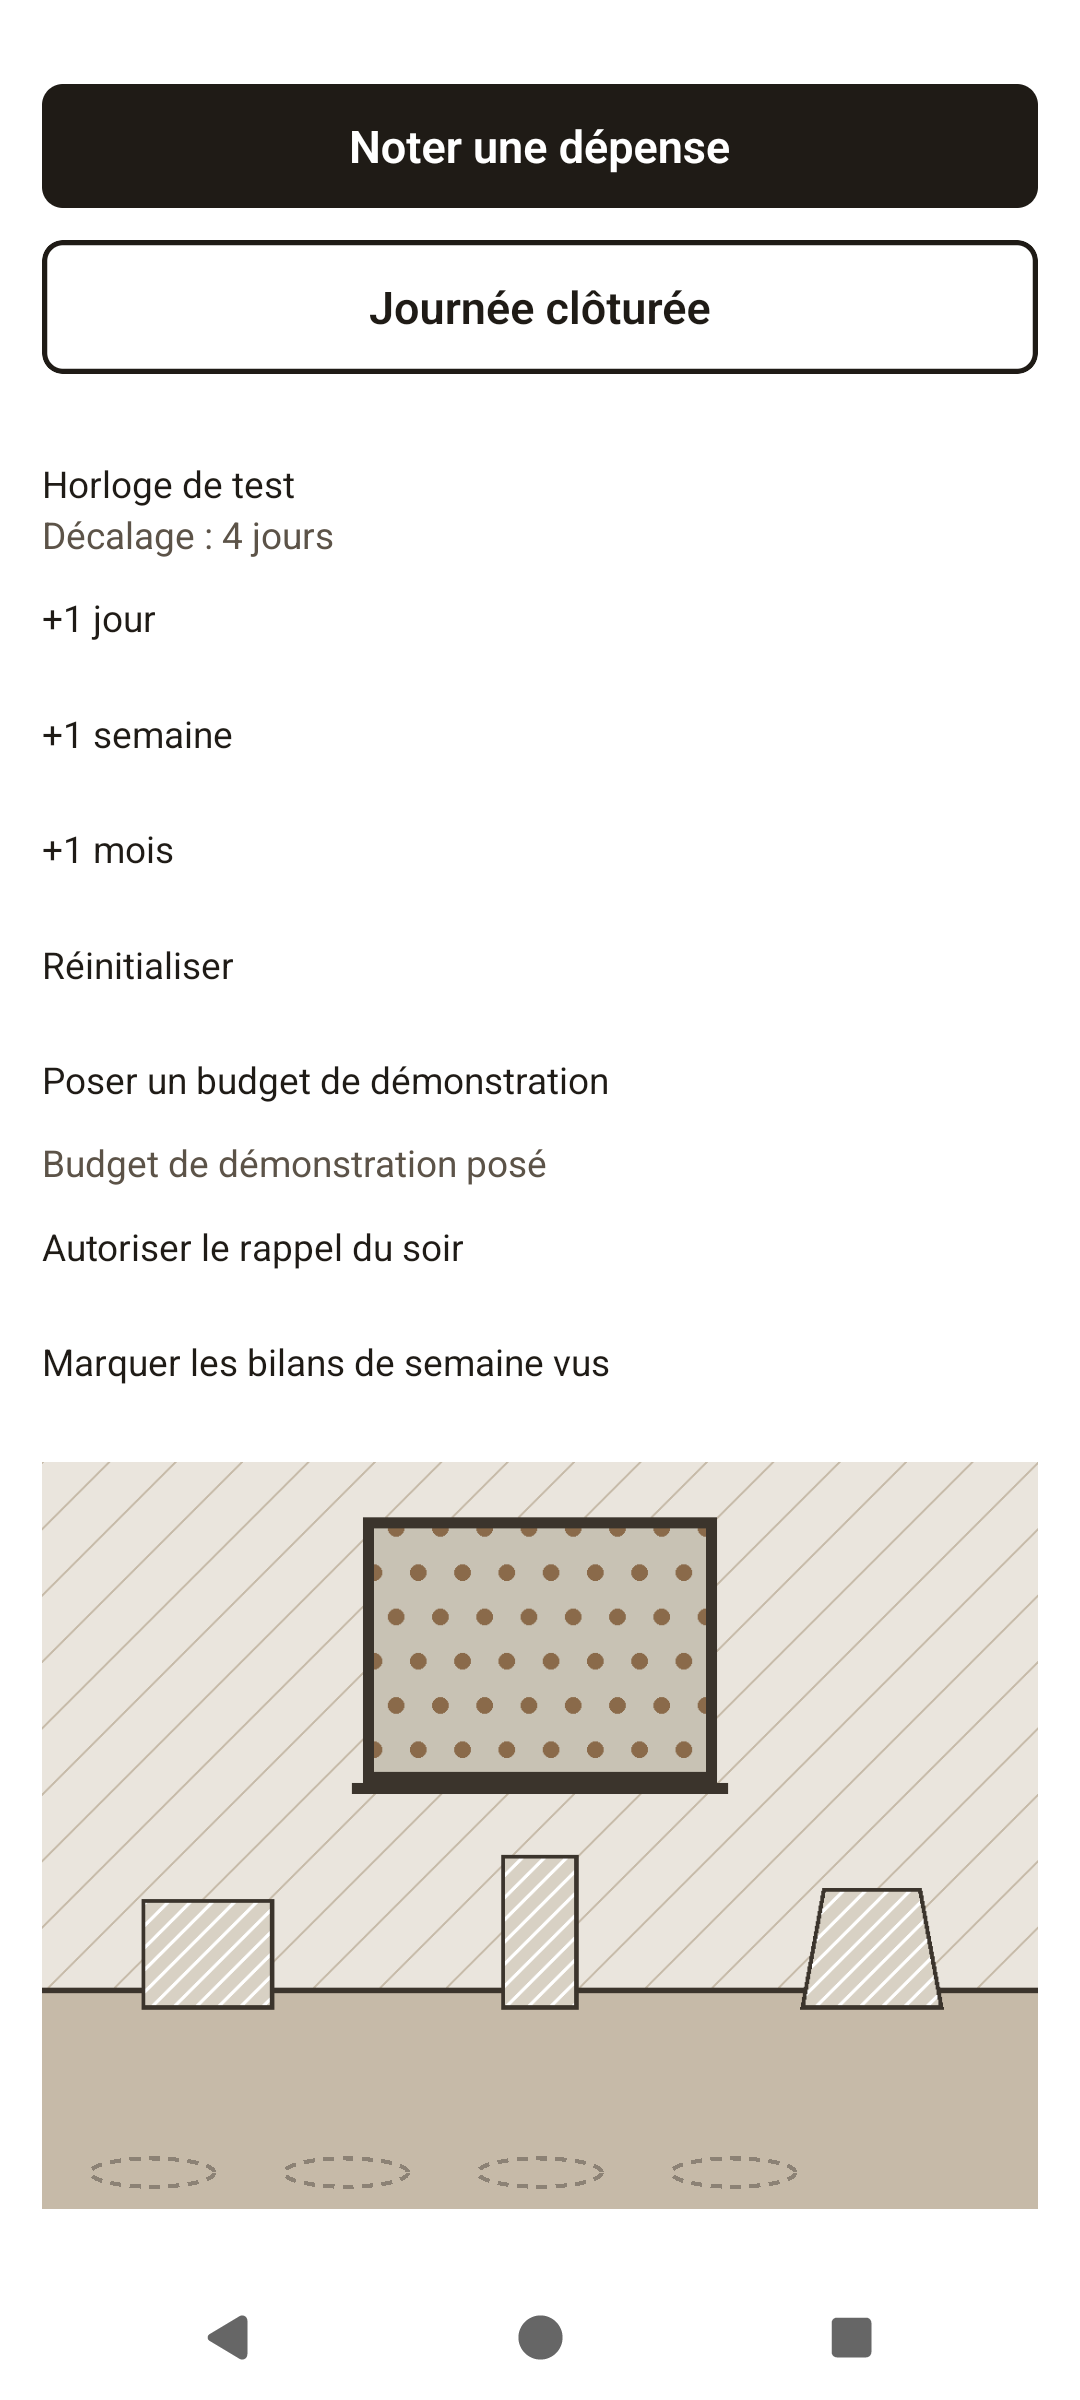 Noter une dépense
Journée clôturée
Horloge de test
Décalage : 4 jours
+1 jour
+1 semaine
+1 mois
Réinitialiser
Poser un budget de démonstration
Budget de démonstration posé
Autoriser le rappel du soir
Marquer les bilans de semaine vus